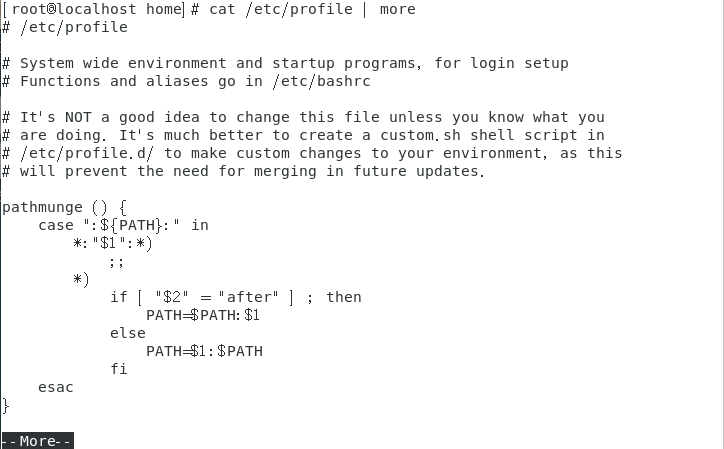 [root@localhost home]# cat /etc/profile | more
# /etc/profile

# System wide environment and startup programs, for login setup
# Functions and aliases go in /etc/bashrc

# It's NOT a good idea to change this file unless you know what you
# are doing. It's much better to create a custom.sh shell script in
# /etc/profile.d/ to make custom changes to your environment, as this
# will prevent the need for merging in future updates.

pathmunge () {
    case ":${PATH}:" in
        *:"$1":*)
            ;;
        *)
            if [ "$2" = "after" ] ; then
                PATH=$PATH:$1
            else
                PATH=$1:$PATH
            fi
    esac
}

--More--